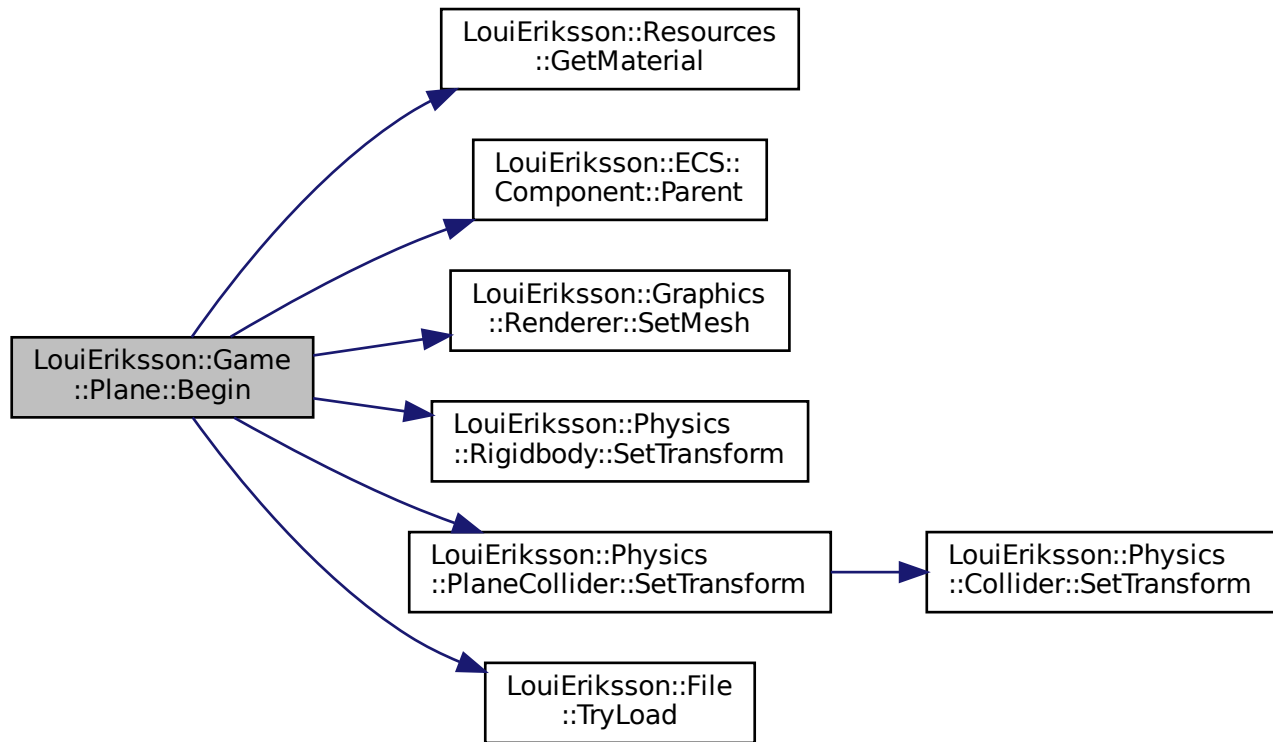 LouiEriksson::Resources
::GetMaterial
LouiEriksson::ECS::
Component::Parent
LouiEriksson::Graphics
::Renderer::SetMesh
LouiEriksson::Game
::Plane::Begin
LouiEriksson::Physics
::Rigidbody::SetTransform
LouiEriksson::Physics
::PlaneCollider::SetTransform
LouiEriksson::Physics
::Collider::SetTransform
LouiEriksson::File
::TryLoad